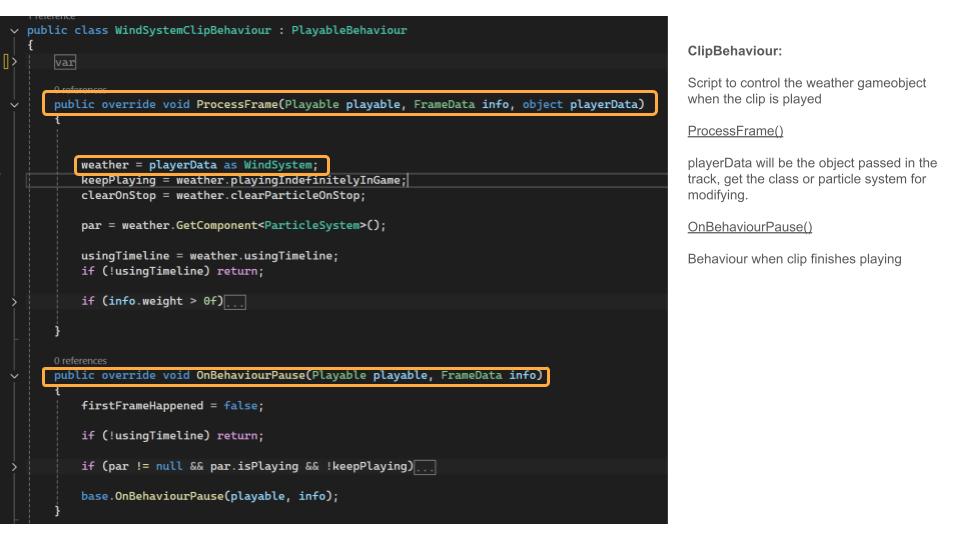 1 reference
public class WindSystemClipBehaviour : PlayableBehaviour
{
var
0 references
public override void ProcessFrame(Playable playable, FrameData info, object playerData)
{
weather = playerData as WindSystem;
keepPlaying = weather.playingIndefinitelyInGame;
clearOnStop = weather.clearParticleOnStop;
par = weather.GetComponent<ParticleSystem>();
usingTimeline = weather.usingTimeline;
if (!usingTimeline) return;
if (info.weight > 0f)...
}
0 references
public override void OnBehaviourPause(Playable playable, FrameData info)
{
firstFrameHappened = false;
if (!usingTimeline) return;
if (par != null && par.isPlaying && !keepPlaying)...
base.OnBehaviourPause(playable, info);
}
ClipBehaviour:
Script to control the weather gameobject
when the clip is played
ProcessFrame()
playerData will be the object passed in the
track, get the class or particle system for
modifying.
OnBehaviourPause()
Behaviour when clip finishes playing